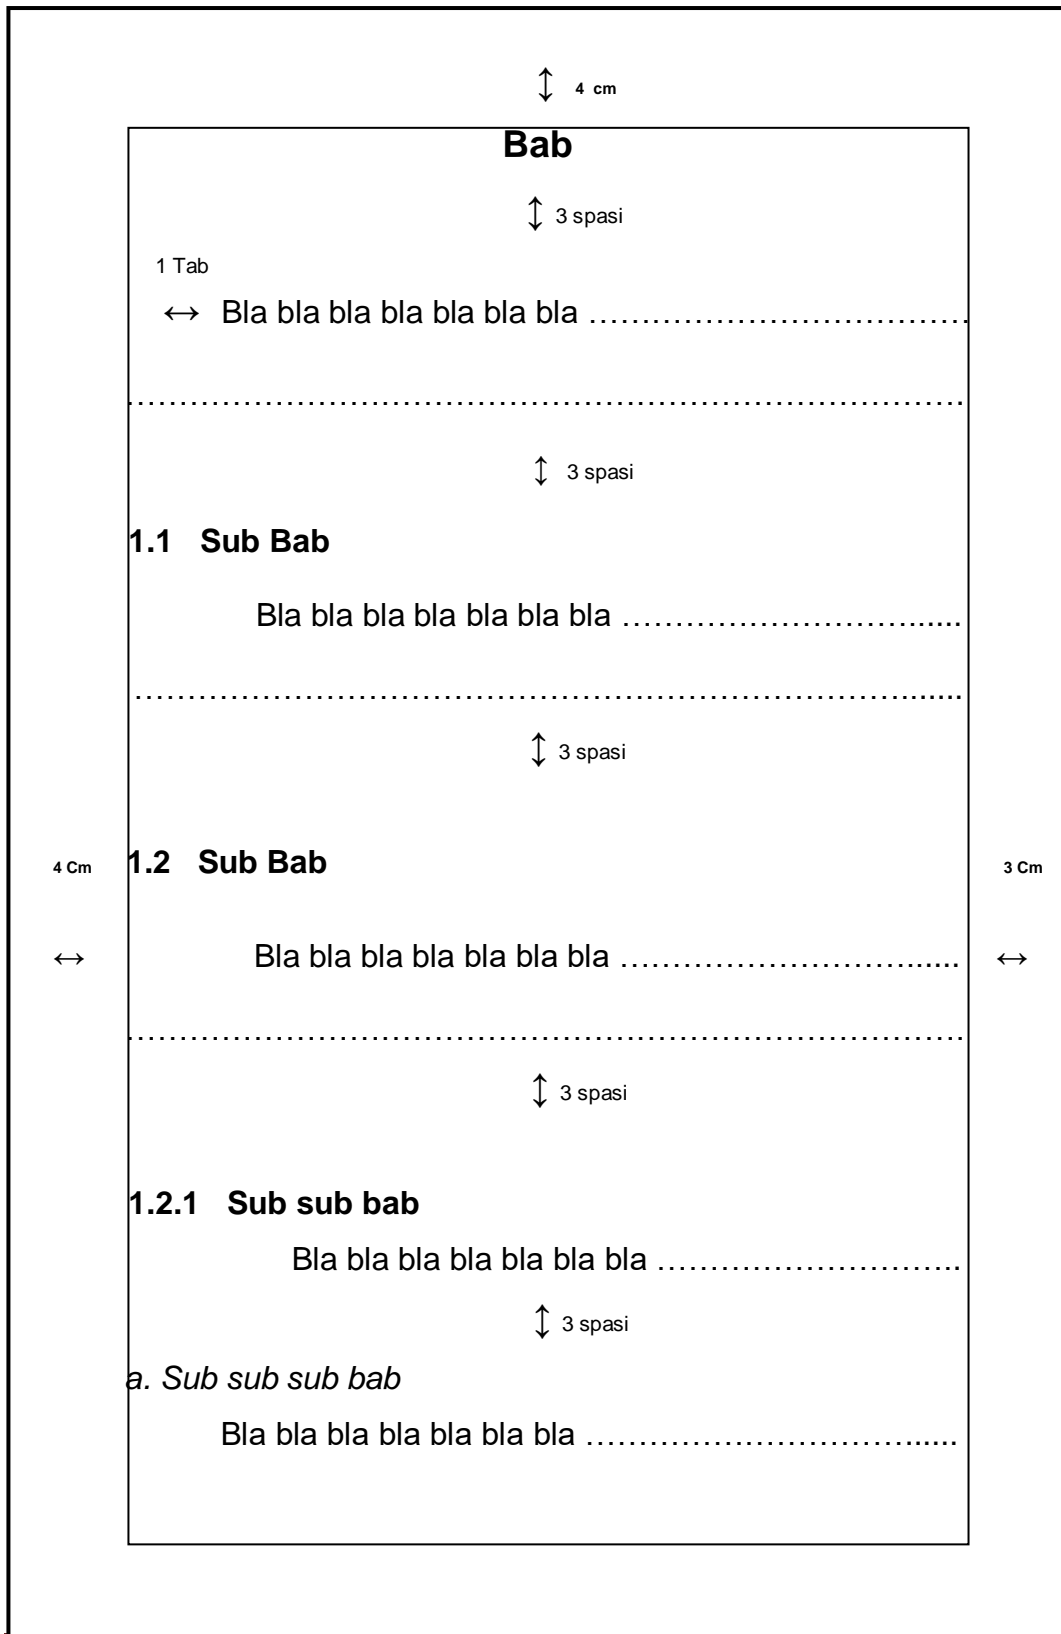 ↕ 4 cm
Bab
↕ 3 spasi
1 Tab
↔ Bla bla bla bla bla bla bla ………………………………
………………………………………………………………………
↕ 3 spasi
1.1 Sub Bab
Bla bla bla bla bla bla bla ………………………......
…………………………………………………………………......
↕ 3 spasi
4 Cm 1.2 Sub Bab 3 Cm
↔ Bla bla bla bla bla bla bla ………………………...... ↔
………………………………………………………………………
↕ 3 spasi
1.2.1 Sub sub bab
Bla bla bla bla bla bla bla ………………………..
↕ 3 spasi
a. Sub sub sub bab
Bla bla bla bla bla bla bla …………………………......